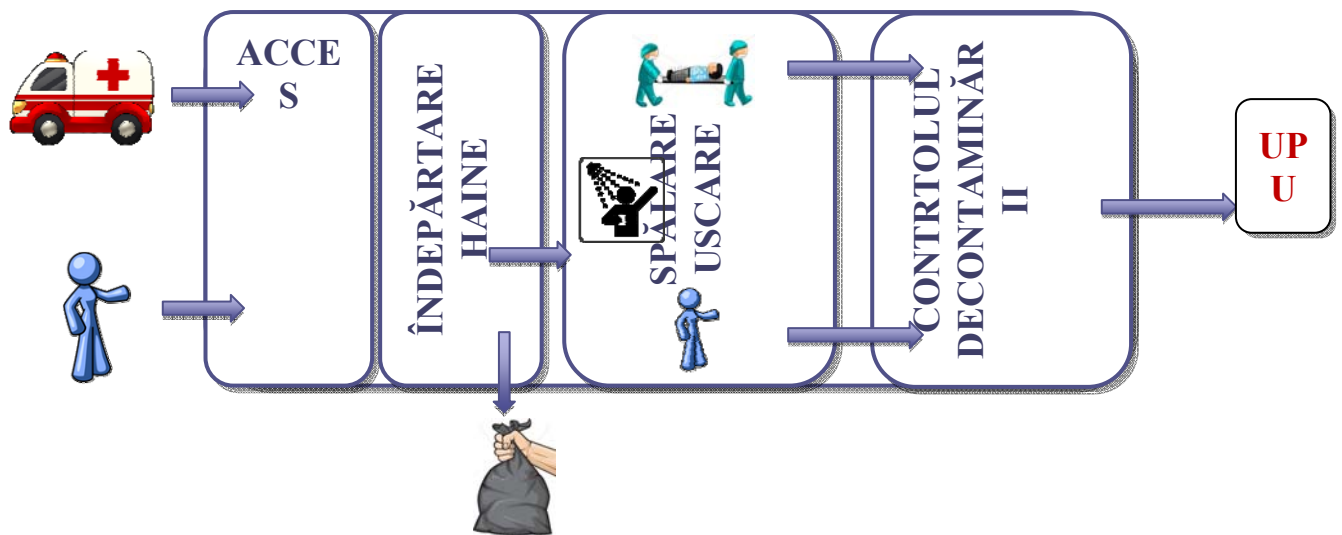 ACCE
S
ÎNDEPĂRTARE
HAINE
SPĂLARE
USCARE
CONTRTOLUL
DECONTAMINĂR
II
UP
U